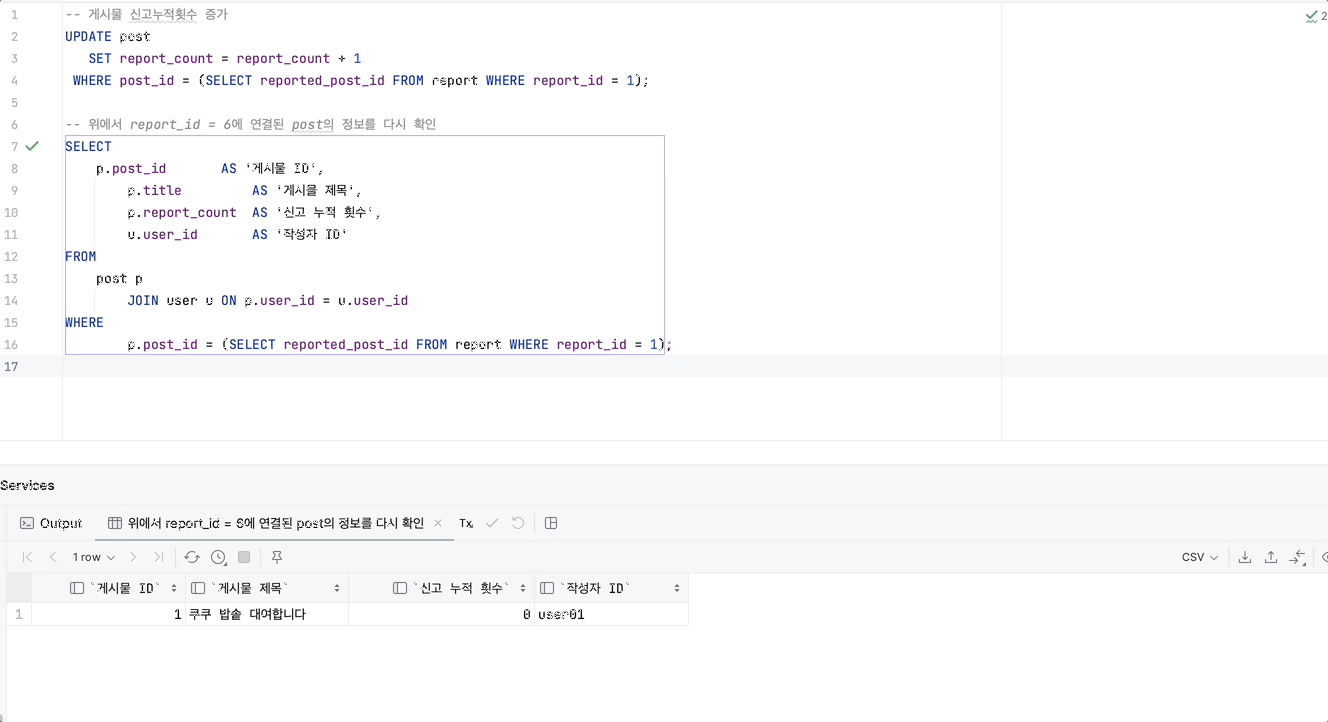 1 -- 게시물 신고누적횟수 증가
2 UPDATE post
3 SET report_count = report_count + 1
4 WHERE post_id = (SELECT reported_post_id FROM report WHERE report_id = 1);
5
6 -- 위에서 report_id = 6에 연결된 post의 정보를 다시 확인
7 SELECT
8 p.post_id AS '게시물 ID',
9 p.title AS '게시물 제목',
10 p.report_count AS '신고 누적 횟수',
11 u.user_id AS '작성자 ID'
12 FROM
13 post p
14 JOIN user u ON p.user_id = u.user_id
15 WHERE
16 p.post_id = (SELECT reported_post_id FROM report WHERE report_id = 1);
17
2
Services
Output 위에서 report_id = 6에 연결된 post의 정보를 다시 확인 × Tx
1 row CSV
`게시물 ID` `게시물 제목` `신고 누적 횟수` `작성자 ID`
1 1 쿠쿠 밥솥 대여합니다 0 user01